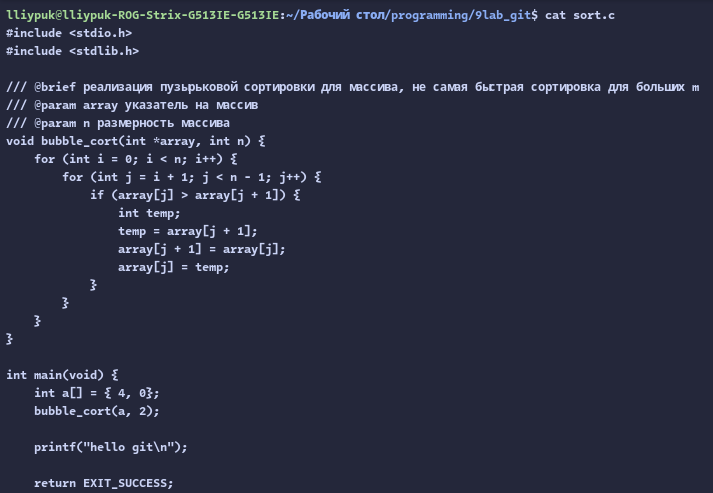 lliypuk@lliypuk-ROG-Strix-G513IE-G513IE:~/Рабочий стол/programming/9lab_git$ cat sort.c
#include <stdio.h>
#include <stdlib.h>

/// @brief реализация пузырьковой сортировки для массива, не самая быстрая сортировка для больших m
/// @param array указатель на массив
/// @param n размерность массива
void bubble_cort(int *array, int n) {
    for (int i = 0; i < n; i++) {
        for (int j = i + 1; j < n - 1; j++) {
            if (array[j] > array[j + 1]) {
                int temp;
                temp = array[j + 1];
                array[j + 1] = array[j];
                array[j] = temp;
            }
        }
    }
}

int main(void) {
    int a[] = { 4, 0};
    bubble_cort(a, 2);

    printf("hello git\n");

    return EXIT_SUCCESS;